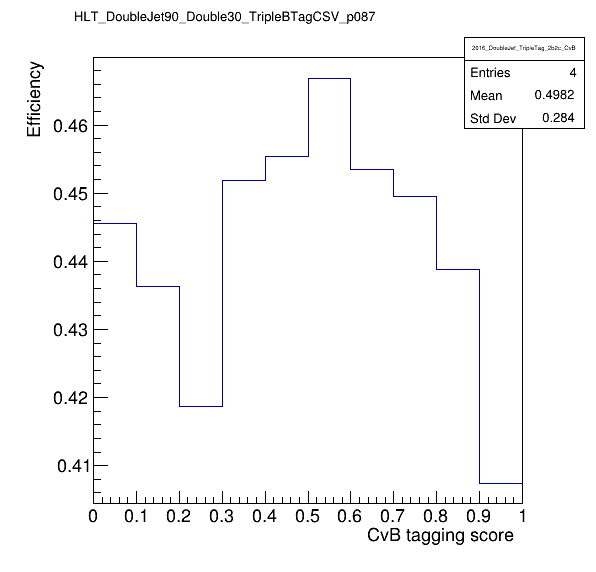 HLT_DoubleJet90_Double30_TripleBTagCSV_p087
2016_DoubleJet_TripleTag_2b2c_CvB
Entries 4
Mean 0.4982
Std Dev 0.284
Efficiency
0.46
0.45
0.44
0.43
0.42
0.41
0 0.1 0.2 0.3 0.4 0.5 0.6 0.7 0.8 0.9 1
CvB tagging score